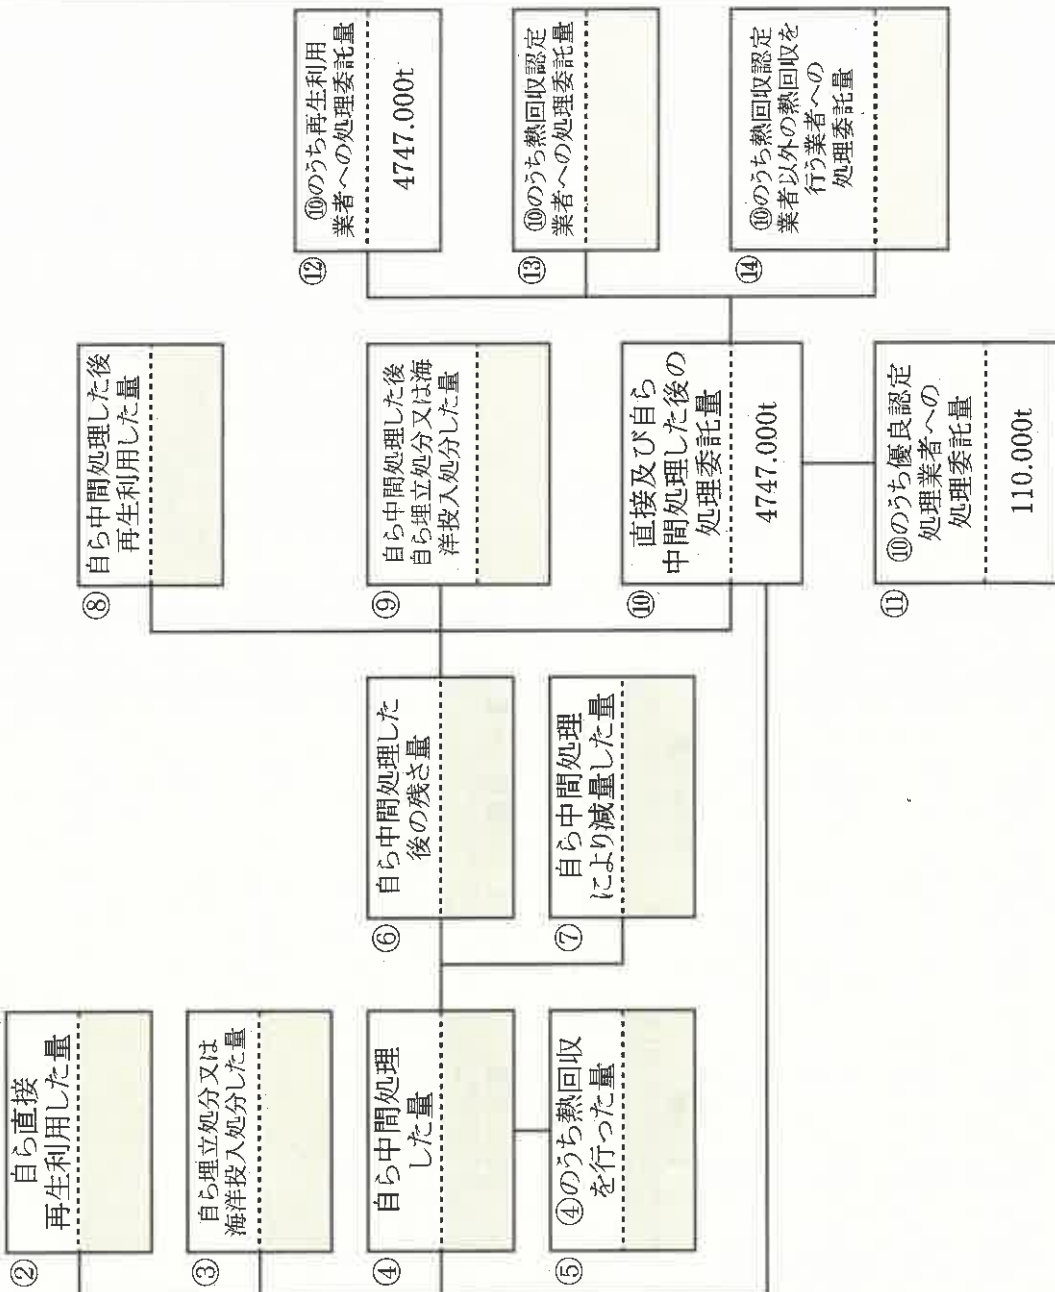 ②
自ら直接
再生利用した量
③
自ら埋立処分又は
海洋投入処分した量
④
自ら中間処理
した量
⑤
④のうち熱回収
を行った量
⑥
自ら中間処理した
後の残さ量
⑦
自ら中間処理
により減量した量
⑧
自ら中間処理した後
再生利用した量
⑨
自ら中間処理した後
自ら埋立処分又は海
洋投入処分した量
⑩
直接及び自ら
中間処理した後の
処理委託量
4747.000t
⑪
⑩のうち優良認定
処理業者への
処理委託量
110.000t
⑫
⑩のうち再生利用
業者への処理委託量
4747.000t
⑬
⑩のうち熱回収認定
業者への処理委託量
⑭
⑩のうち熱回収認定
業者以外の熱回収を
行う業者への
処理委託量